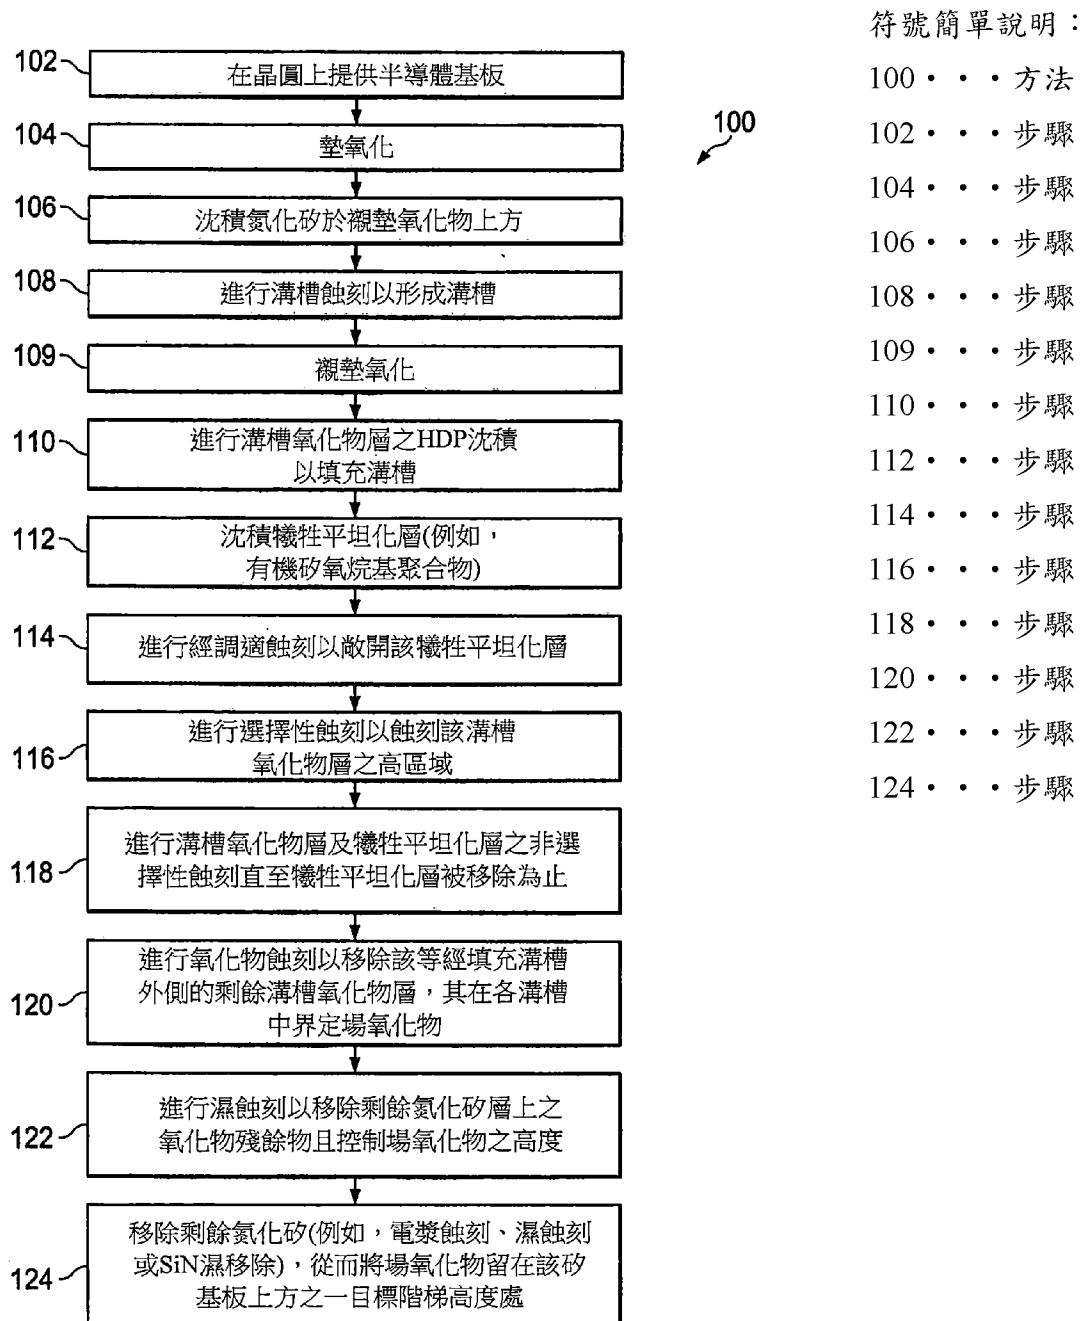 102
在晶圓上提供半導體基板
104
墊氧化
100
106
沈積氮化矽於襯墊氧化物上方
108
進行溝槽蝕刻以形成溝槽
109
襯墊氧化
110
進行溝槽氧化物層之HDP沈積
以填充溝槽
112
沈積犧牲平坦化層(例如，
有機矽氧烷基聚合物)
114
進行經調適蝕刻以敞開該犧牲平坦化層
116
進行選擇性蝕刻以蝕刻該溝槽
氧化物層之高區域
118
進行溝槽氧化物層及犧牲平坦化層之非選
擇性蝕刻直至犧牲平坦化層被移除為止
120
進行氧化物蝕刻以移除該等經填充溝槽
外側的剩餘溝槽氧化物層，其在各溝槽
中界定場氧化物
122
進行濕蝕刻以移除剩餘氮化矽層上之
氧化物殘餘物且控制場氧化物之高度
124
移除剩餘氮化矽(例如，電漿蝕刻、濕蝕刻
或SiN濕移除)，從而將場氧化物留在該矽
基板上方之一目標階梯高度處
符號簡單說明：
100・・・方法
102・・・步驟
104・・・步驟
106・・・步驟
108・・・步驟
109・・・步驟
110・・・步驟
112・・・步驟
114・・・步驟
116・・・步驟
118・・・步驟
120・・・步驟
122・・・步驟
124・・・步驟